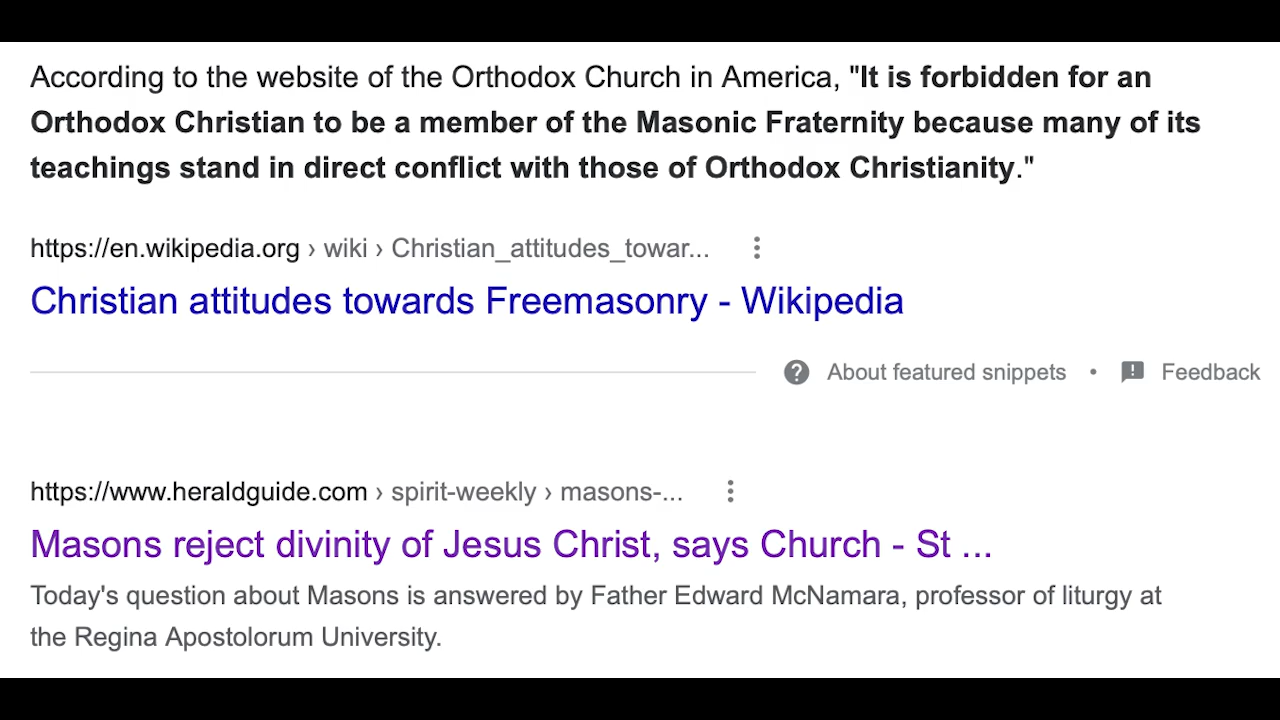 According to the website of the Orthodox Church in America, "It is forbidden for an
Orthodox Christian to be a member of the Masonic Fraternity because many of its
teachings stand in direct conflict with those of Orthodox Christianity."
https://en.wikipedia.org › wiki › Christian_attitudes_towar...
Christian attitudes towards Freemasonry - Wikipedia
About featured snippets • Feedback
https://www.heraldguide.com › spirit-weekly › masons-...
Masons reject divinity of Jesus Christ, says Church - St ...
Today's question about Masons is answered by Father Edward McNamara, professor of liturgy at
the Regina Apostolorum University.